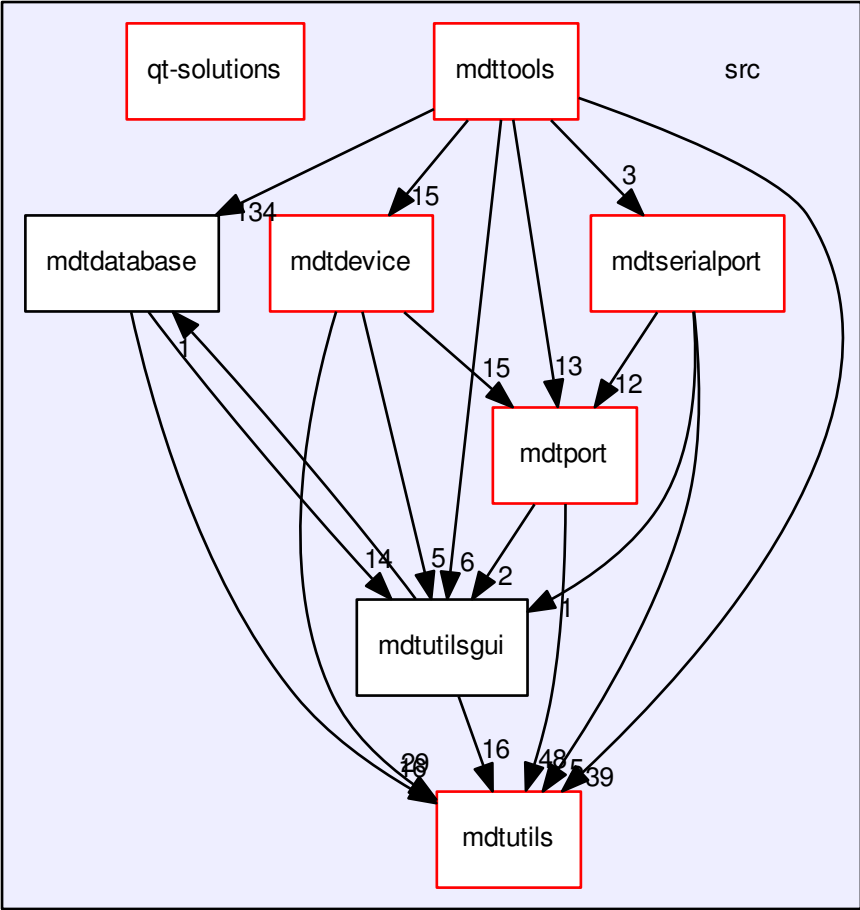 qt-solutions
mdttools
src
3
134
15
mdtdatabase
mdtdevice
mdtserialport
1
15
13
12
mdtport
14
5
6
2
1
mdtutilsgui
16
48
5
39
mdtutils